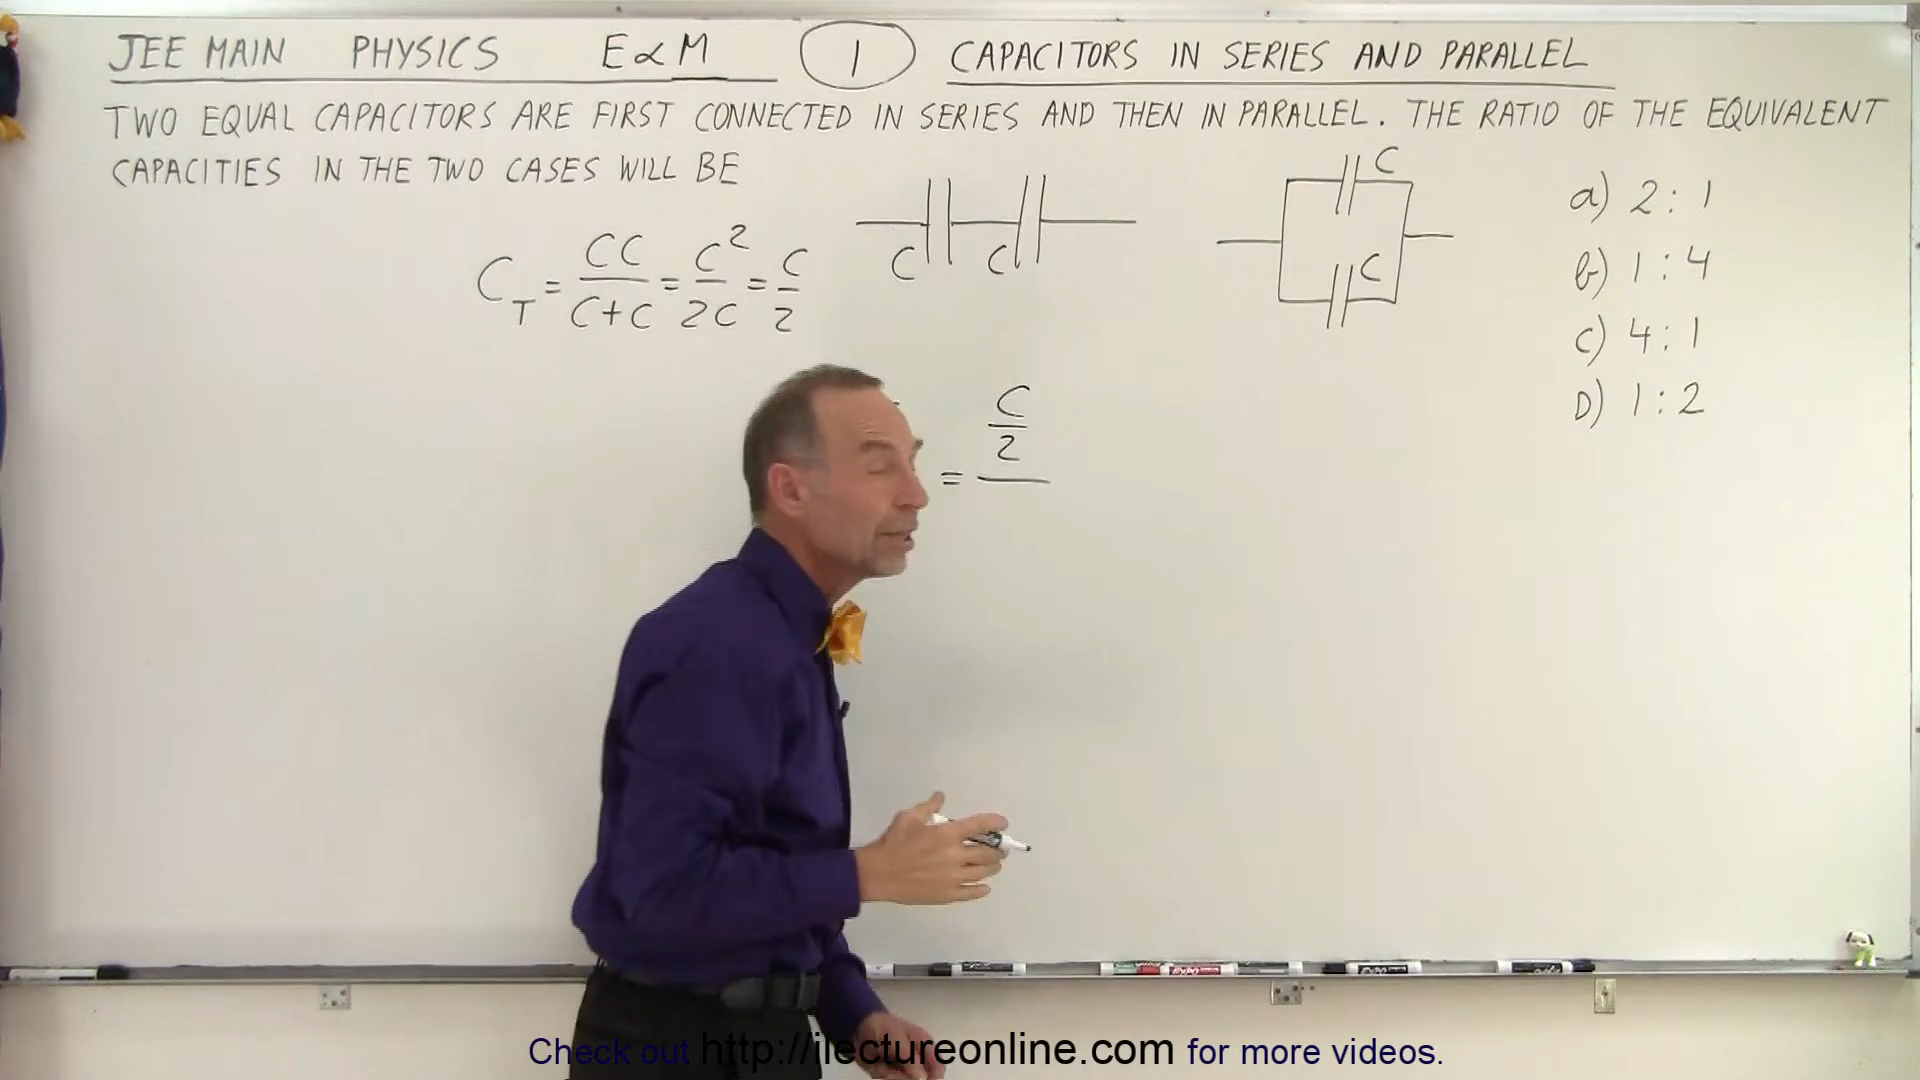 JEE MAIN PHYSICS E&M 1 CAPACITORS IN SERIES AND PARALLEL
TWO EQUAL CAPACITORS ARE FIRST CONNECTED IN SERIES AND THEN IN PARALLEL. THE RATIO OF THE EQUIVALENT
CAPACITIES IN THE TWO CASES WILL BE
C_T = CC/(C+C) = C²/2C = C/2
C C
C
C
a) 2 : 1
b) 1 : 4
c) 4 : 1
D) 1 : 2
= C/2
EXPO
Check out http://ilectureonline.com for more videos.